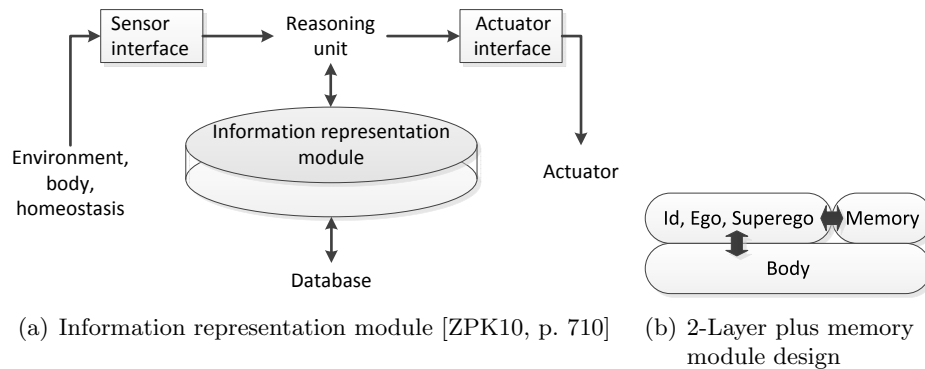 Sensor
interface
Reasoning
unit
Actuator
interface
Information representation
module
Environment,
body,
homeostasis
Actuator
Database
Id, Ego, Superego
Memory
Body
(a) Information representation module [ZPK10, p. 710]
(b) 2-Layer plus memory
module design